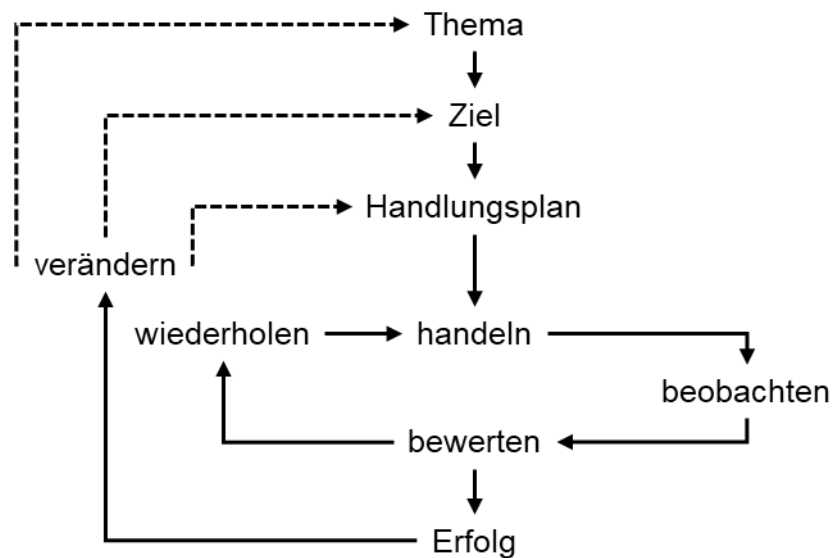 Thema
Ziel
Handlungsplan
verändern
wiederholen
handeln
beobachten
bewerten
Erfolg